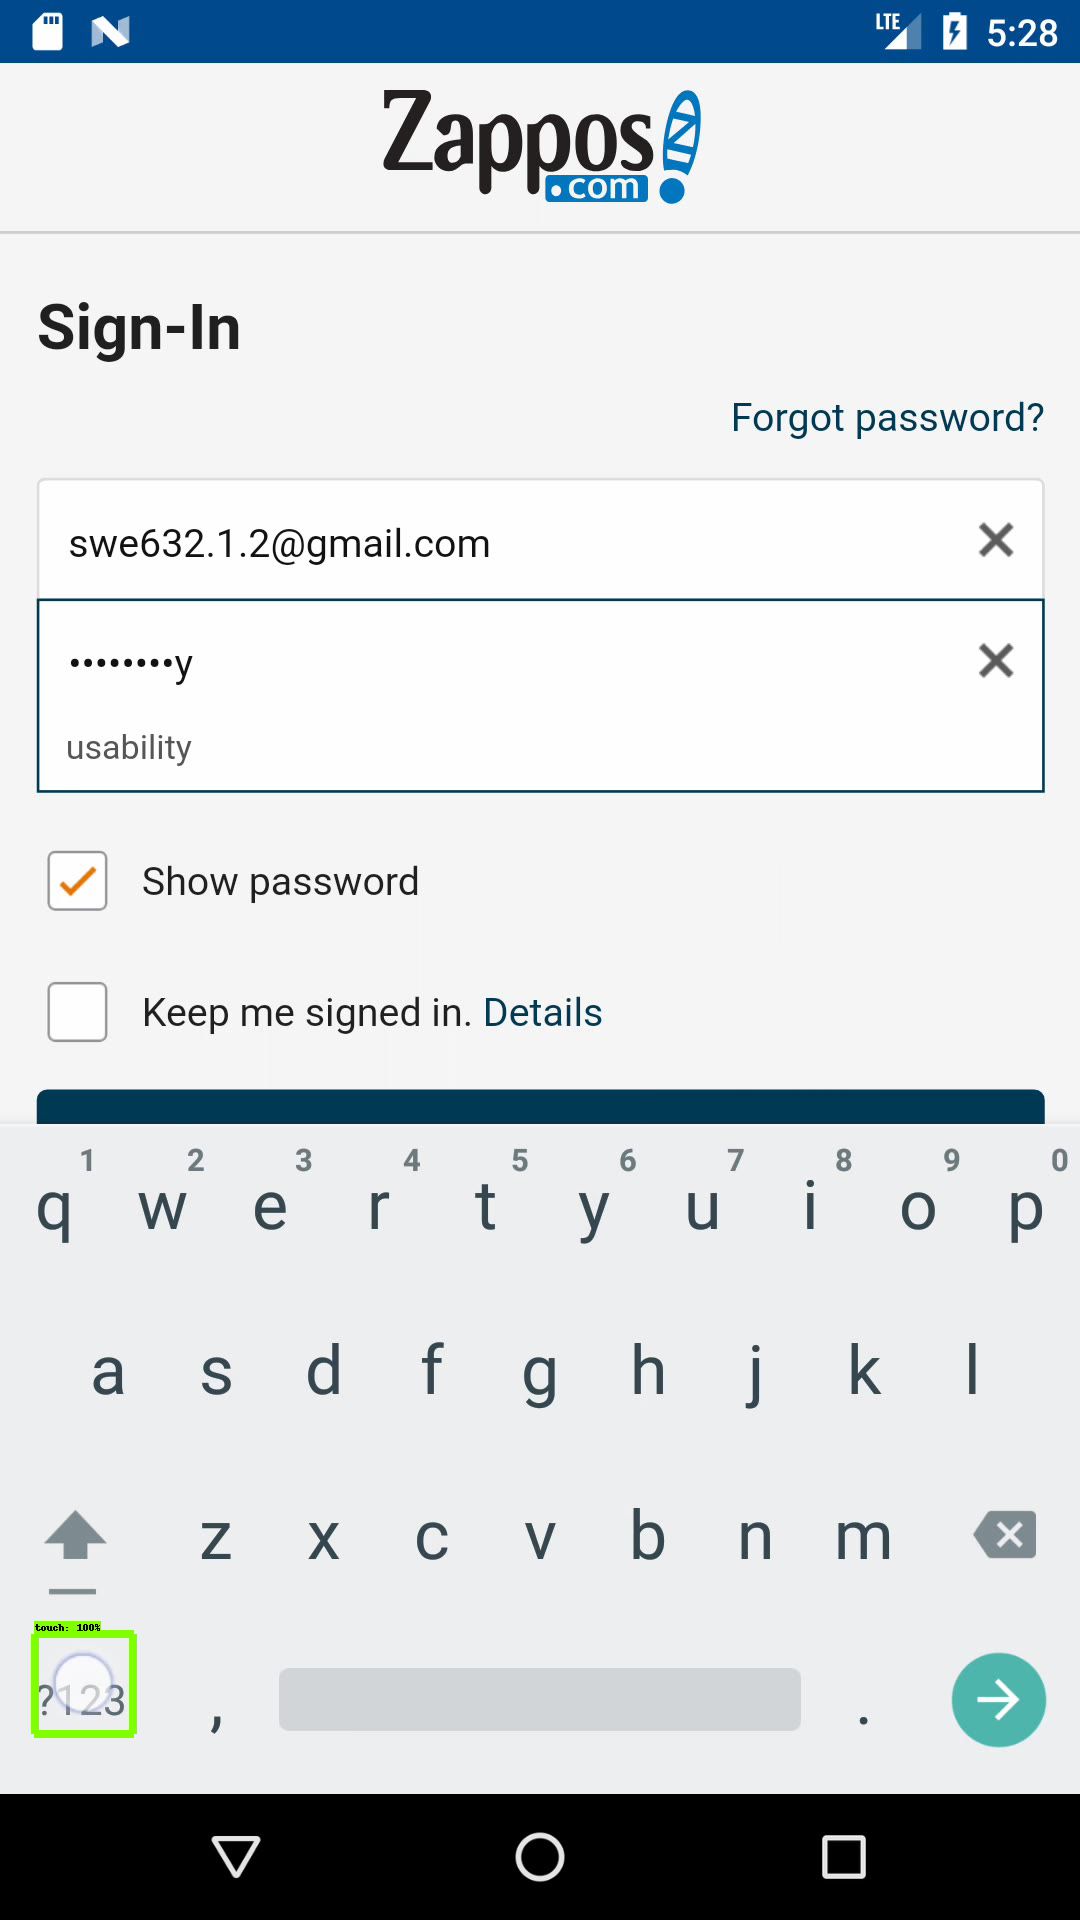 LTE 5:28
Zappos
.com
Sign-In
Forgot password?
swe632.1.2@gmail.com
••••••••y
usability
Show password
Keep me signed in. Details
1 2 3 4 5 6 7 8 9 0
q w e r t y u i o p
a s d f g h j k l
z x c v b n m
touch: 100%
?123 , .